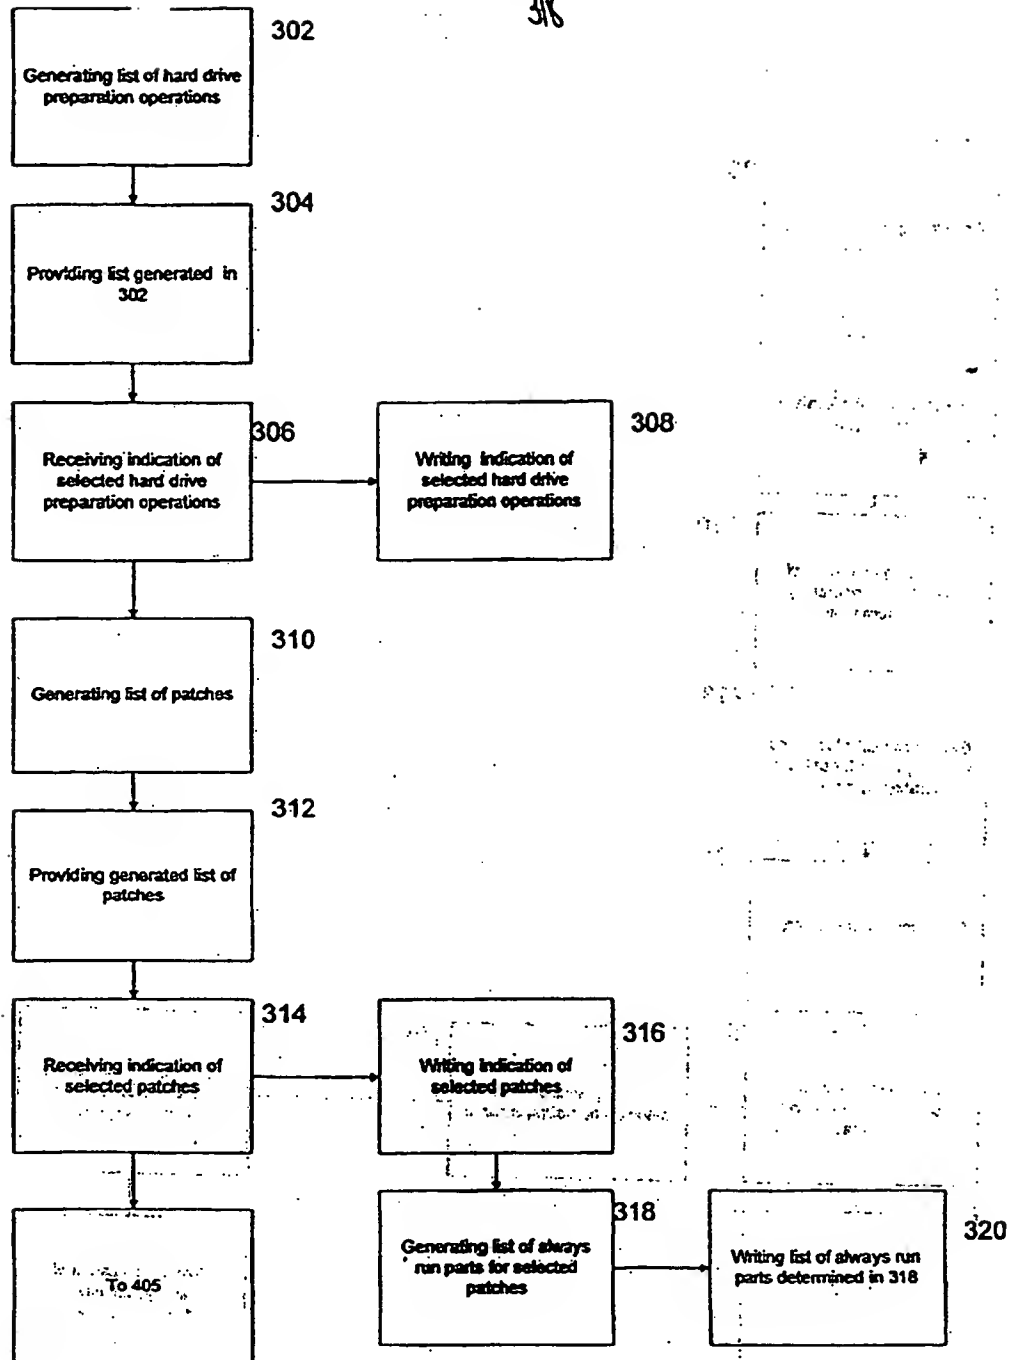 3/8
302
Generating list of hard drive
preparation operations
304
Providing list generated in
302
306
Receiving indication of
selected hard drive
preparation operations
308
Writing indication of
selected hard drive
preparation operations
310
Generating list of patches
312
Providing generated list of
patches
314
Receiving indication of
selected patches
316
Writing indication of
selected patches
318
Generating list of always
run parts for selected
patches
320
Writing list of always run
parts determined in 318
To 405